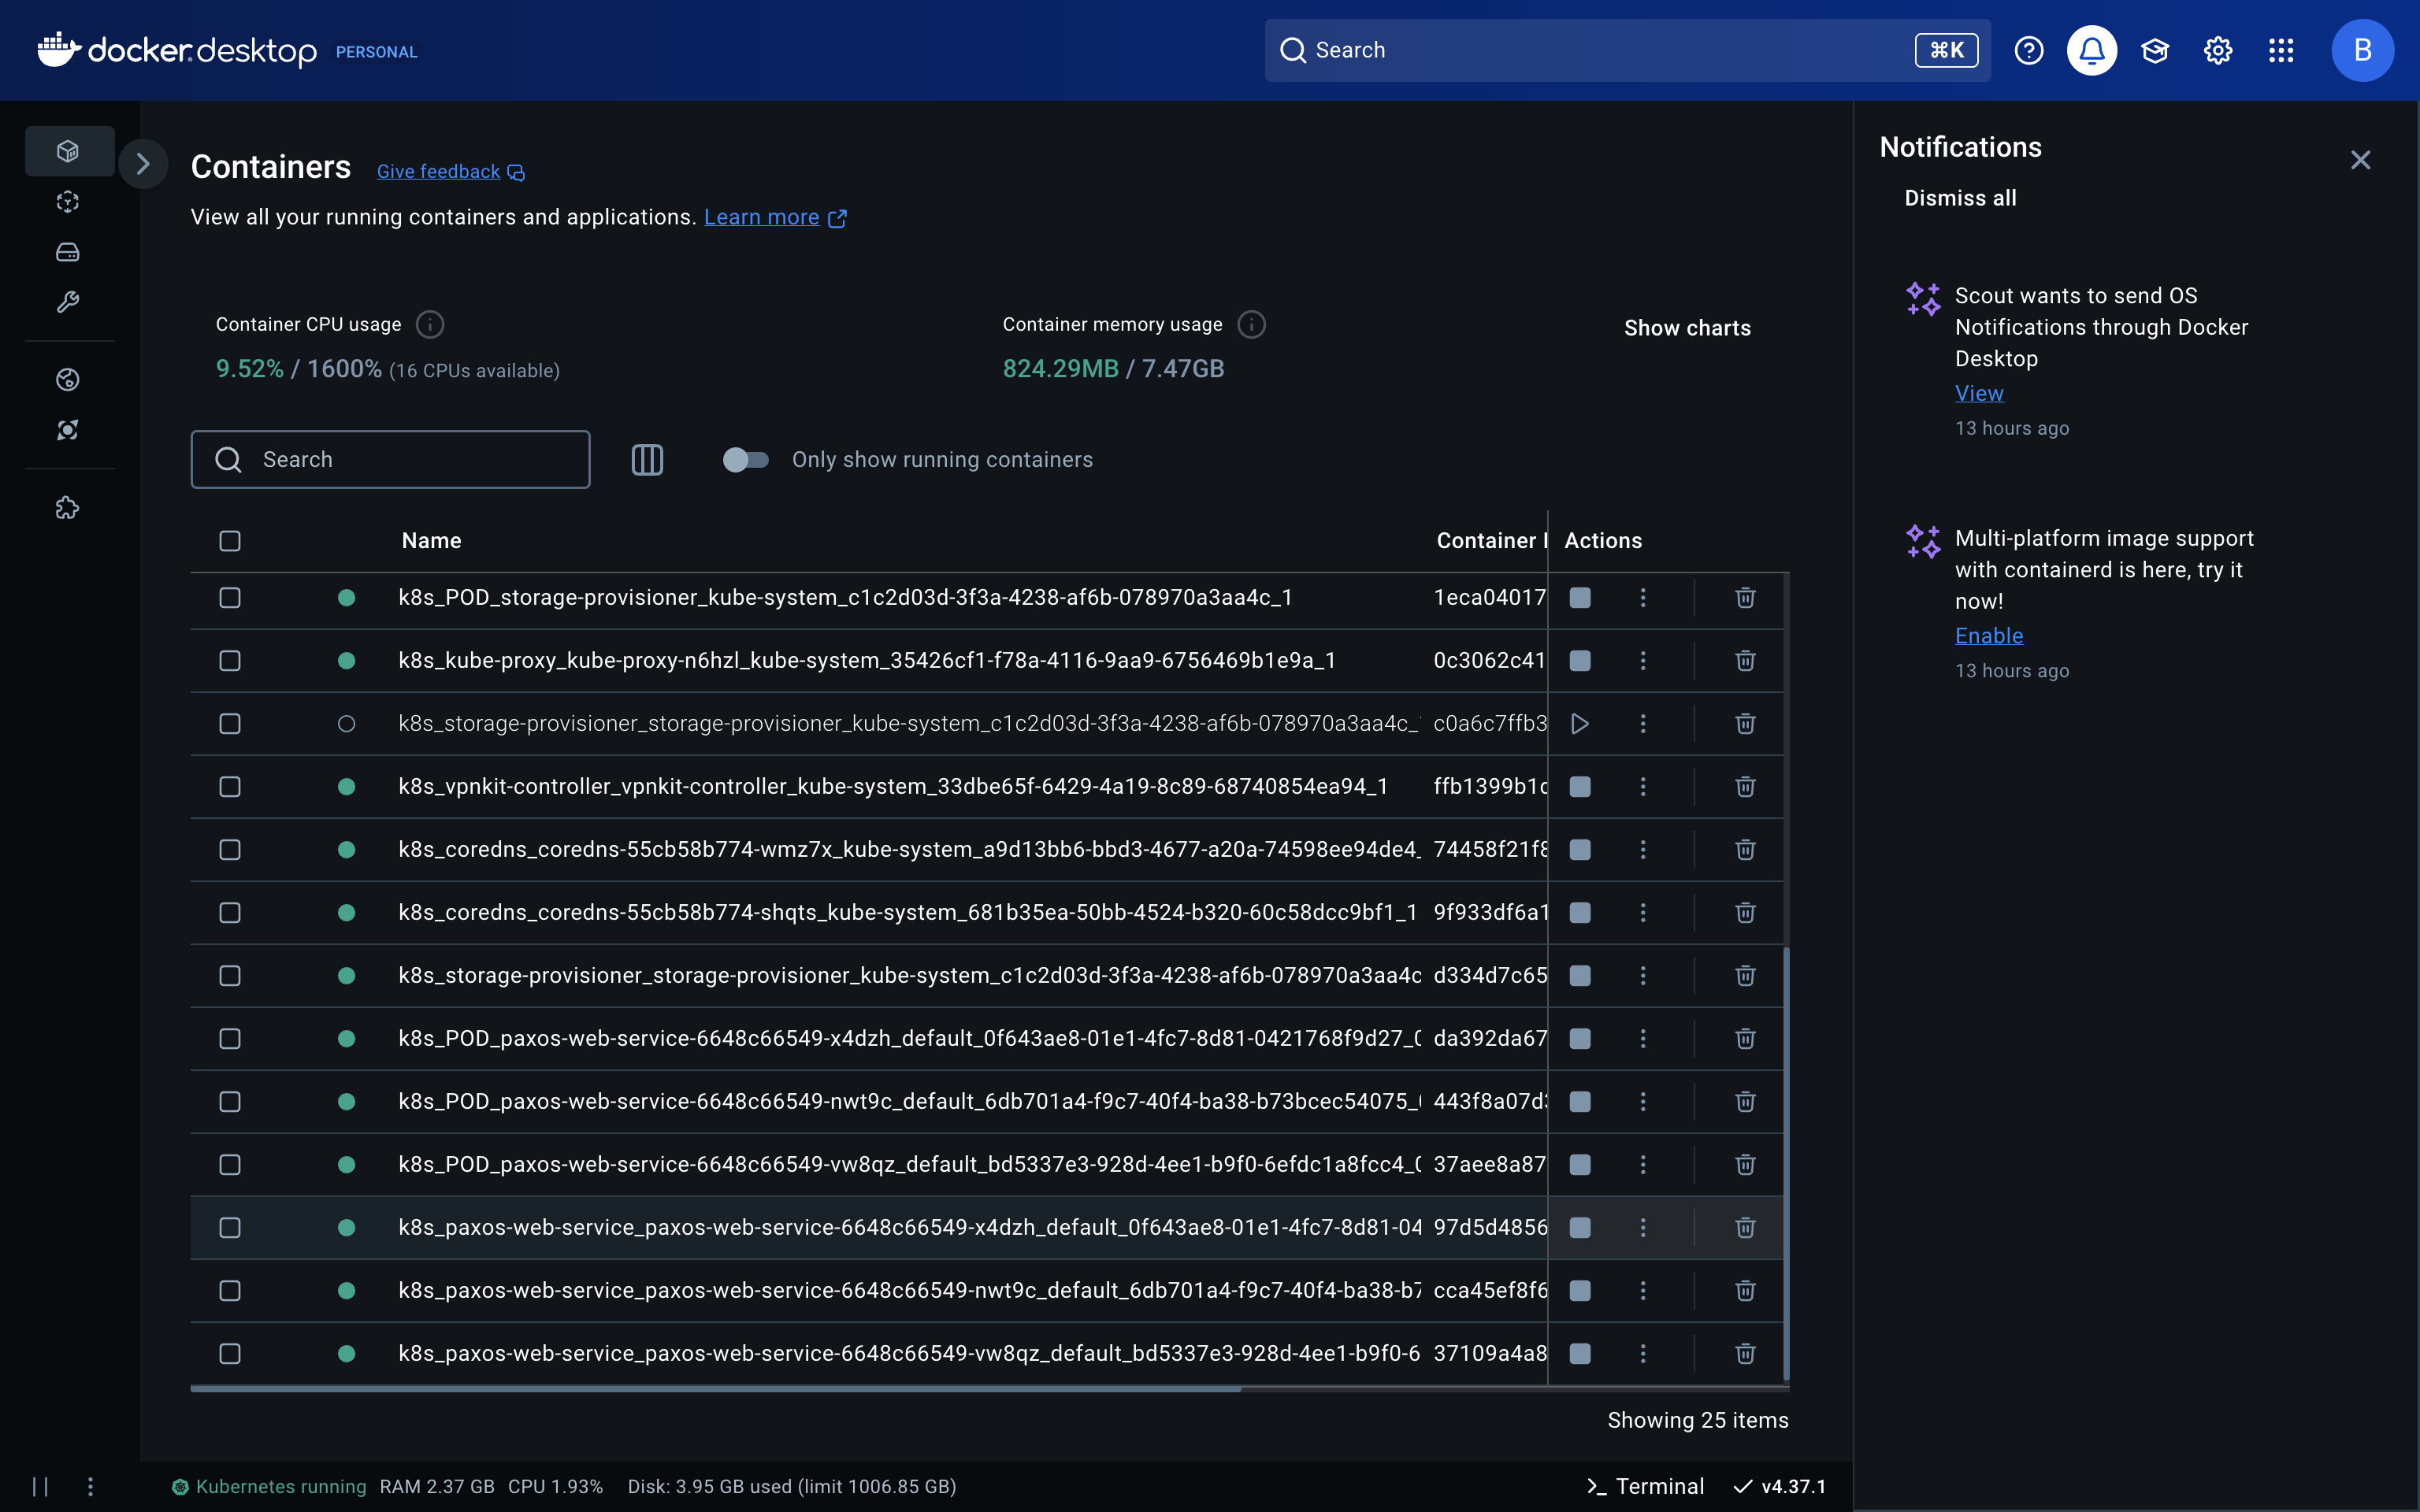 docker desktop PERSONAL
Search ⌘K
B
Containers Give feedback
View all your running containers and applications. Learn more
Container CPU usage
9.52% / 1600% (16 CPUs available)
Container memory usage
824.29MB / 7.47GB
Show charts
Search
Only show running containers
Name Container I Actions
k8s_POD_storage-provisioner_kube-system_c1c2d03d-3f3a-4238-af6b-078970a3aa4c_1 1eca04017
k8s_kube-proxy_kube-proxy-n6hzl_kube-system_35426cf1-f78a-4116-9aa9-6756469b1e9a_1 0c3062c41
k8s_storage-provisioner_storage-provisioner_kube-system_c1c2d03d-3f3a-4238-af6b-078970a3aa4c_ c0a6c7ffb3
k8s_vpnkit-controller_vpnkit-controller_kube-system_33dbe65f-6429-4a19-8c89-68740854ea94_1 ffb1399b1c
k8s_coredns_coredns-55cb58b774-wmz7x_kube-system_a9d13bb6-bbd3-4677-a20a-74598ee94de4_ 74458f21f8
k8s_coredns_coredns-55cb58b774-shqts_kube-system_681b35ea-50bb-4524-b320-60c58dcc9bf1_1 9f933df6a1
k8s_storage-provisioner_storage-provisioner_kube-system_c1c2d03d-3f3a-4238-af6b-078970a3aa4c d334d7c65
k8s_POD_paxos-web-service-6648c66549-x4dzh_default_0f643ae8-01e1-4fc7-8d81-0421768f9d27_0 da392da67
k8s_POD_paxos-web-service-6648c66549-nwt9c_default_6db701a4-f9c7-40f4-ba38-b73bcec54075_ 443f8a07d3
k8s_POD_paxos-web-service-6648c66549-vw8qz_default_bd5337e3-928d-4ee1-b9f0-6efdc1a8fcc4_0 37aee8a87
k8s_paxos-web-service_paxos-web-service-6648c66549-x4dzh_default_0f643ae8-01e1-4fc7-8d81-04 97d5d4856
k8s_paxos-web-service_paxos-web-service-6648c66549-nwt9c_default_6db701a4-f9c7-40f4-ba38-b7 cca45ef8f6
k8s_paxos-web-service_paxos-web-service-6648c66549-vw8qz_default_bd5337e3-928d-4ee1-b9f0-6 37109a4a8
Showing 25 items
Kubernetes running RAM 2.37 GB CPU 1.93% Disk: 3.95 GB used (limit 1006.85 GB)
Terminal v4.37.1
Notifications
Dismiss all
Scout wants to send OS
Notifications through Docker
Desktop
View
13 hours ago
Multi-platform image support
with containerd is here, try it
now!
Enable
13 hours ago